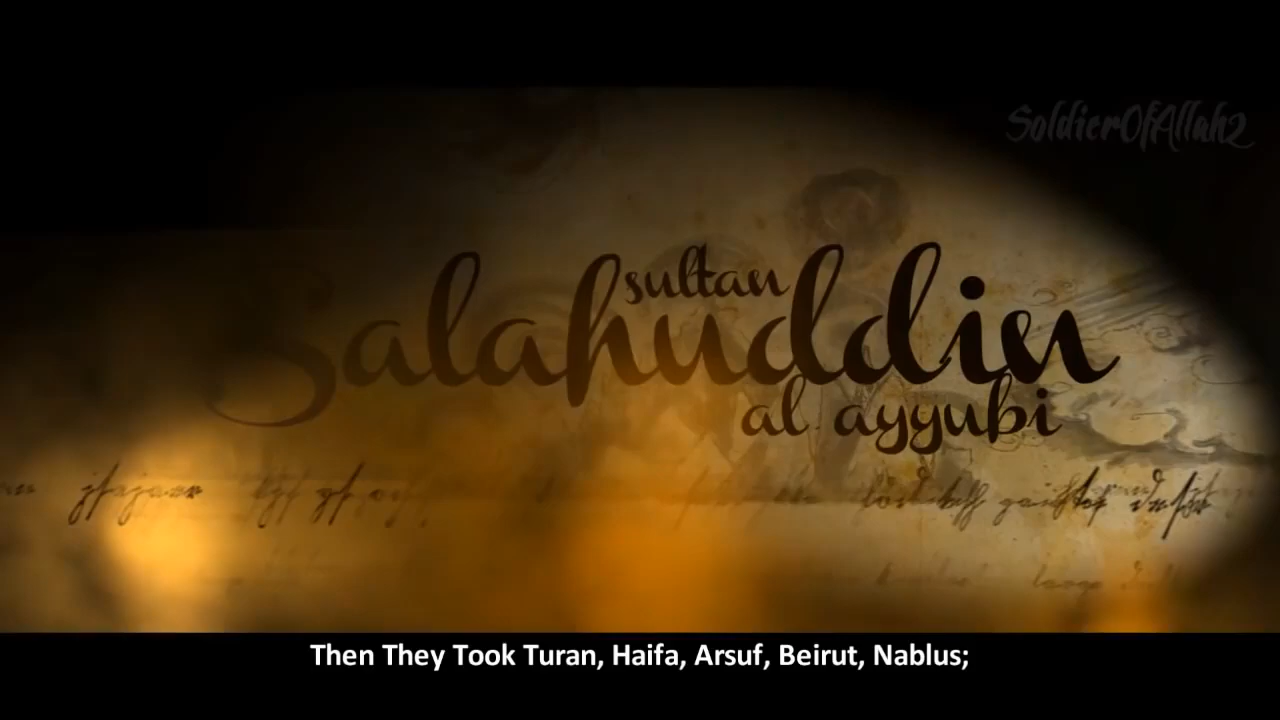 SoldierOfAllah2
sultan
Salahuddin
al ayyubi
Then They Took Turan, Haifa, Arsuf, Beirut, Nablus;